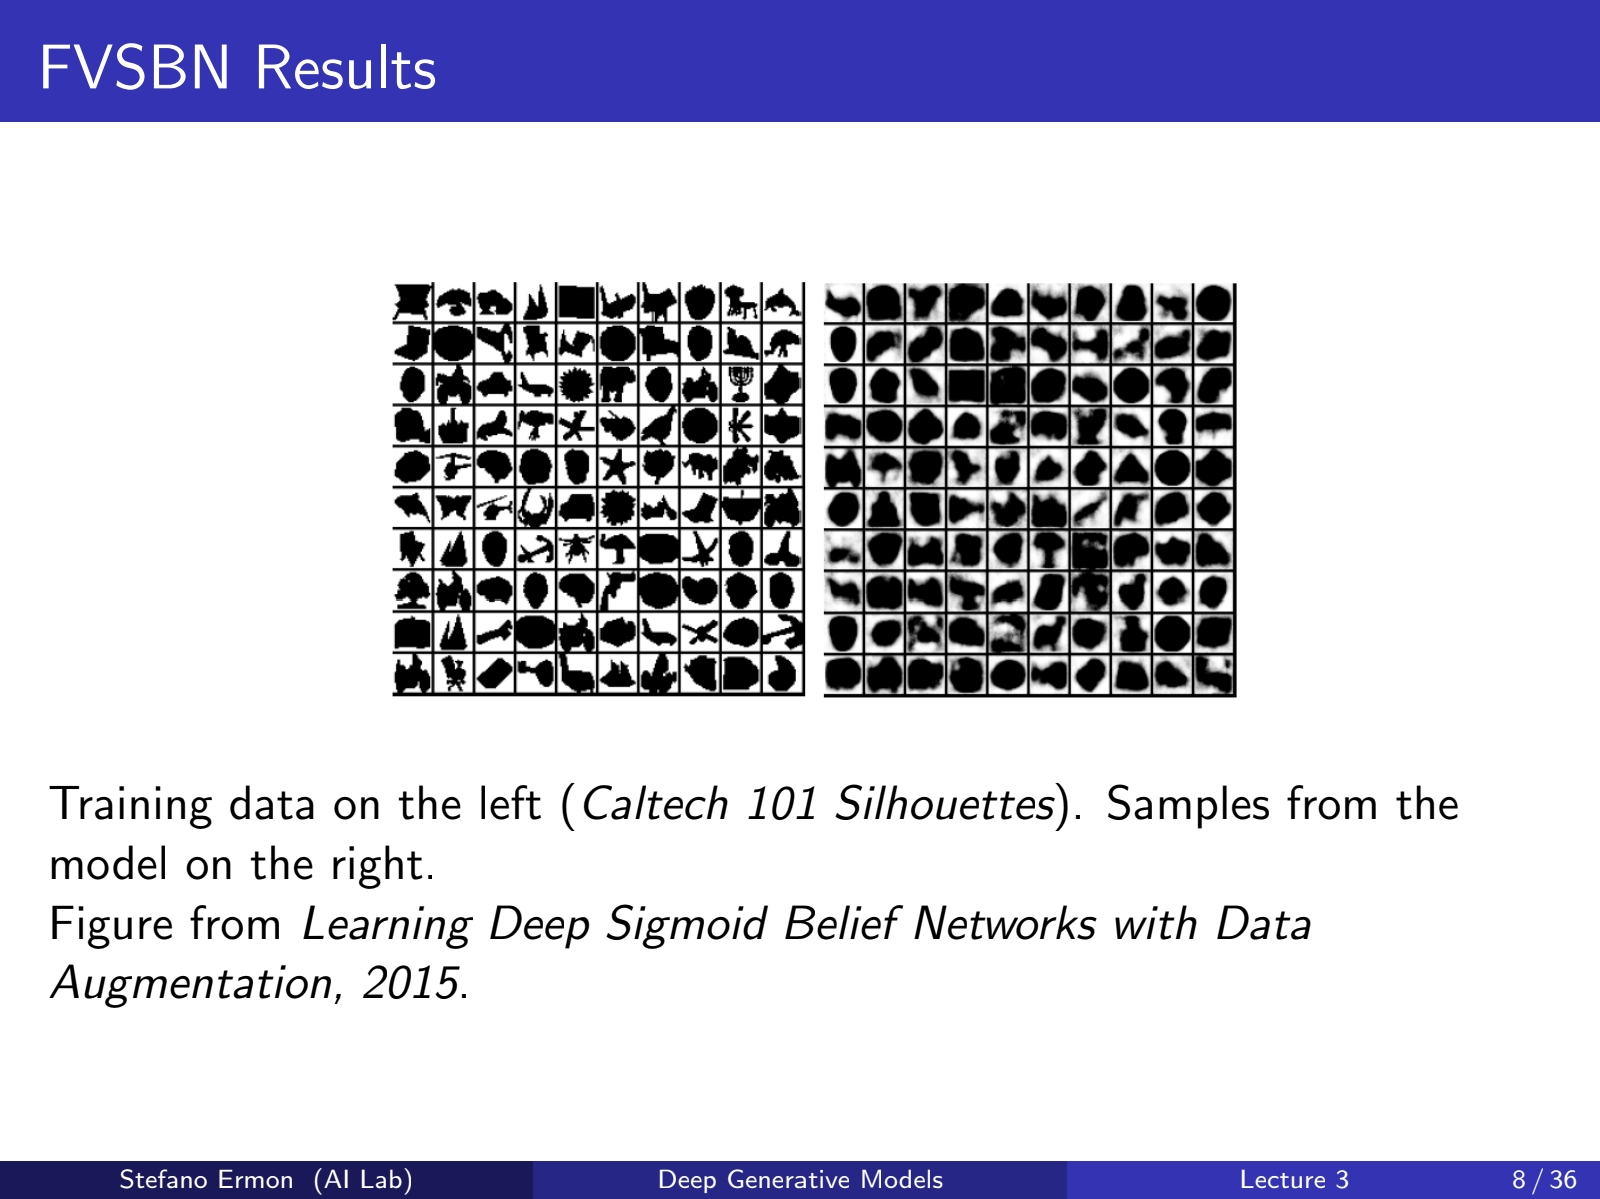 FVSBN Results
Training data on the left (Caltech 101 Silhouettes). Samples from the
model on the right.
Figure from Learning Deep Sigmoid Belief Networks with Data
Augmentation, 2015.
Stefano Ermon (AI Lab) Deep Generative Models Lecture 3 8 / 36